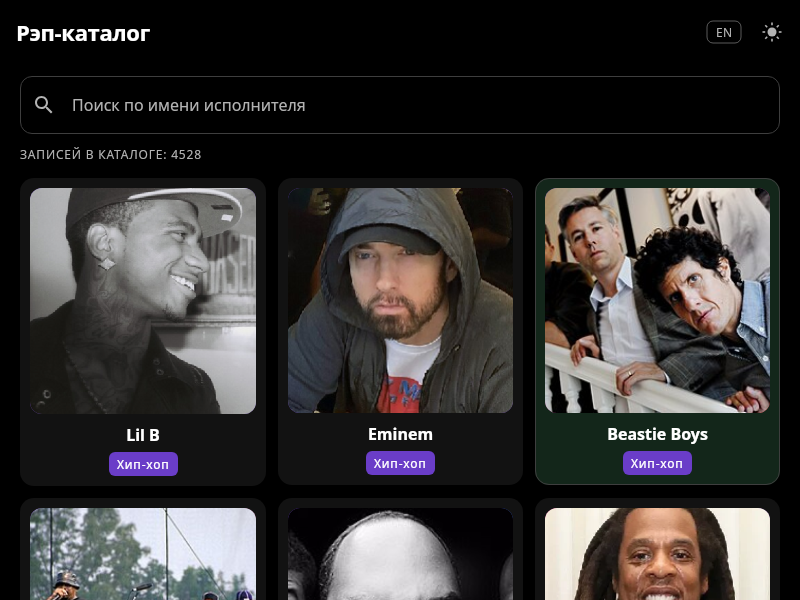 Рэп-каталог
EN
Поиск по имени исполнителя
ЗАПИСЕЙ В КАТАЛОГЕ: 4528
Lil B
Eminem
Beastie Boys
Хип-хоп
Хип-хоп
Хип-хоп